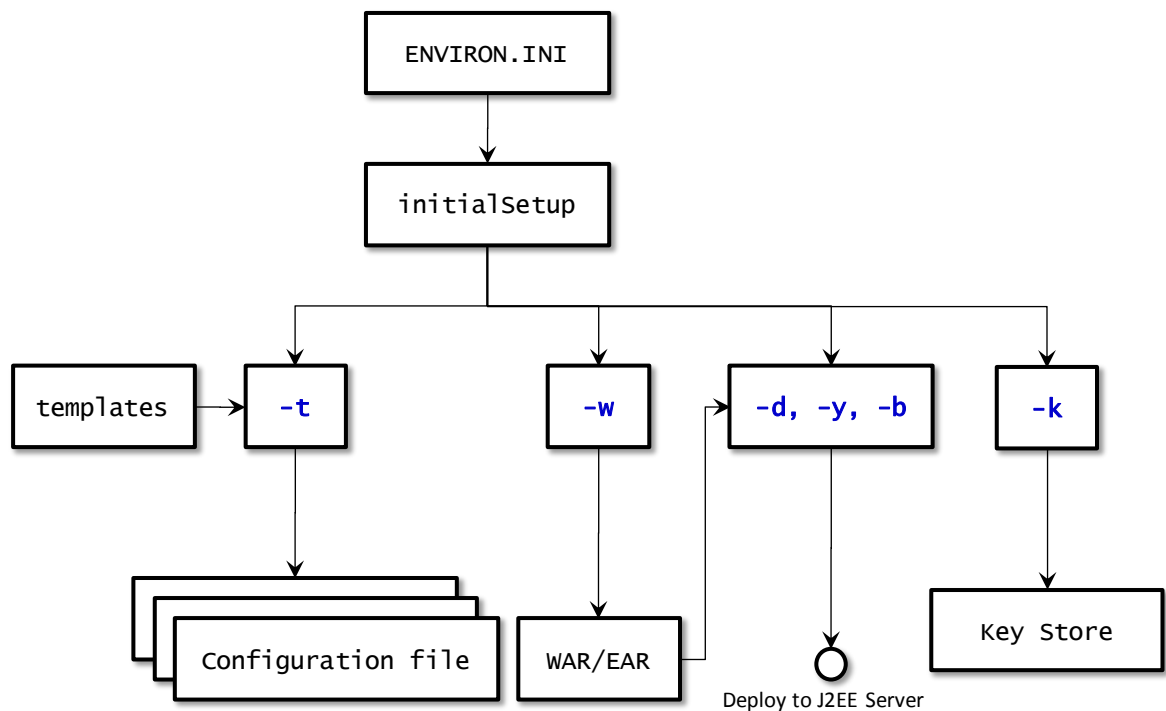 ENVIRON.INI
initialSetup
templates
-t
-w
-d, -y, -b
-k
Configuration file
WAR/EAR
Key Store
Deploy to J2EE Server